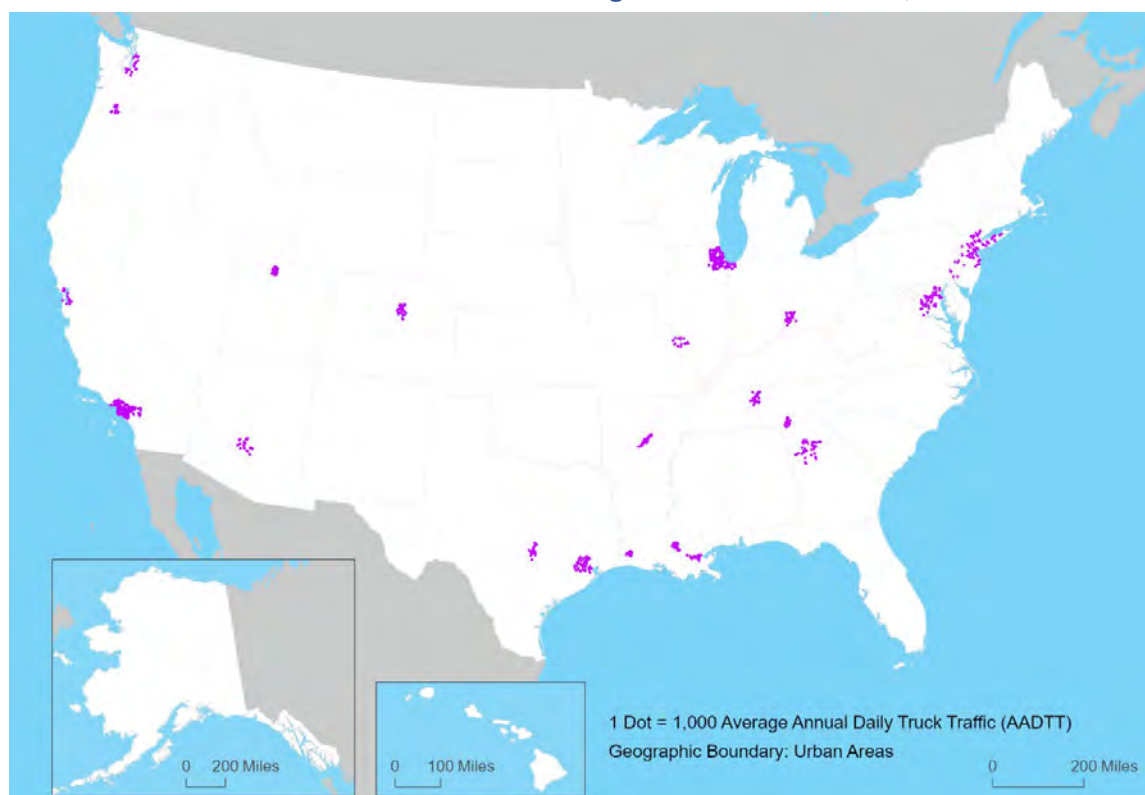 0 200 Miles
0 100 Miles
1 Dot = 1,000 Average Annual Daily Truck Traffic (AADTT)
Geographic Boundary: Urban Areas
0 200 Miles